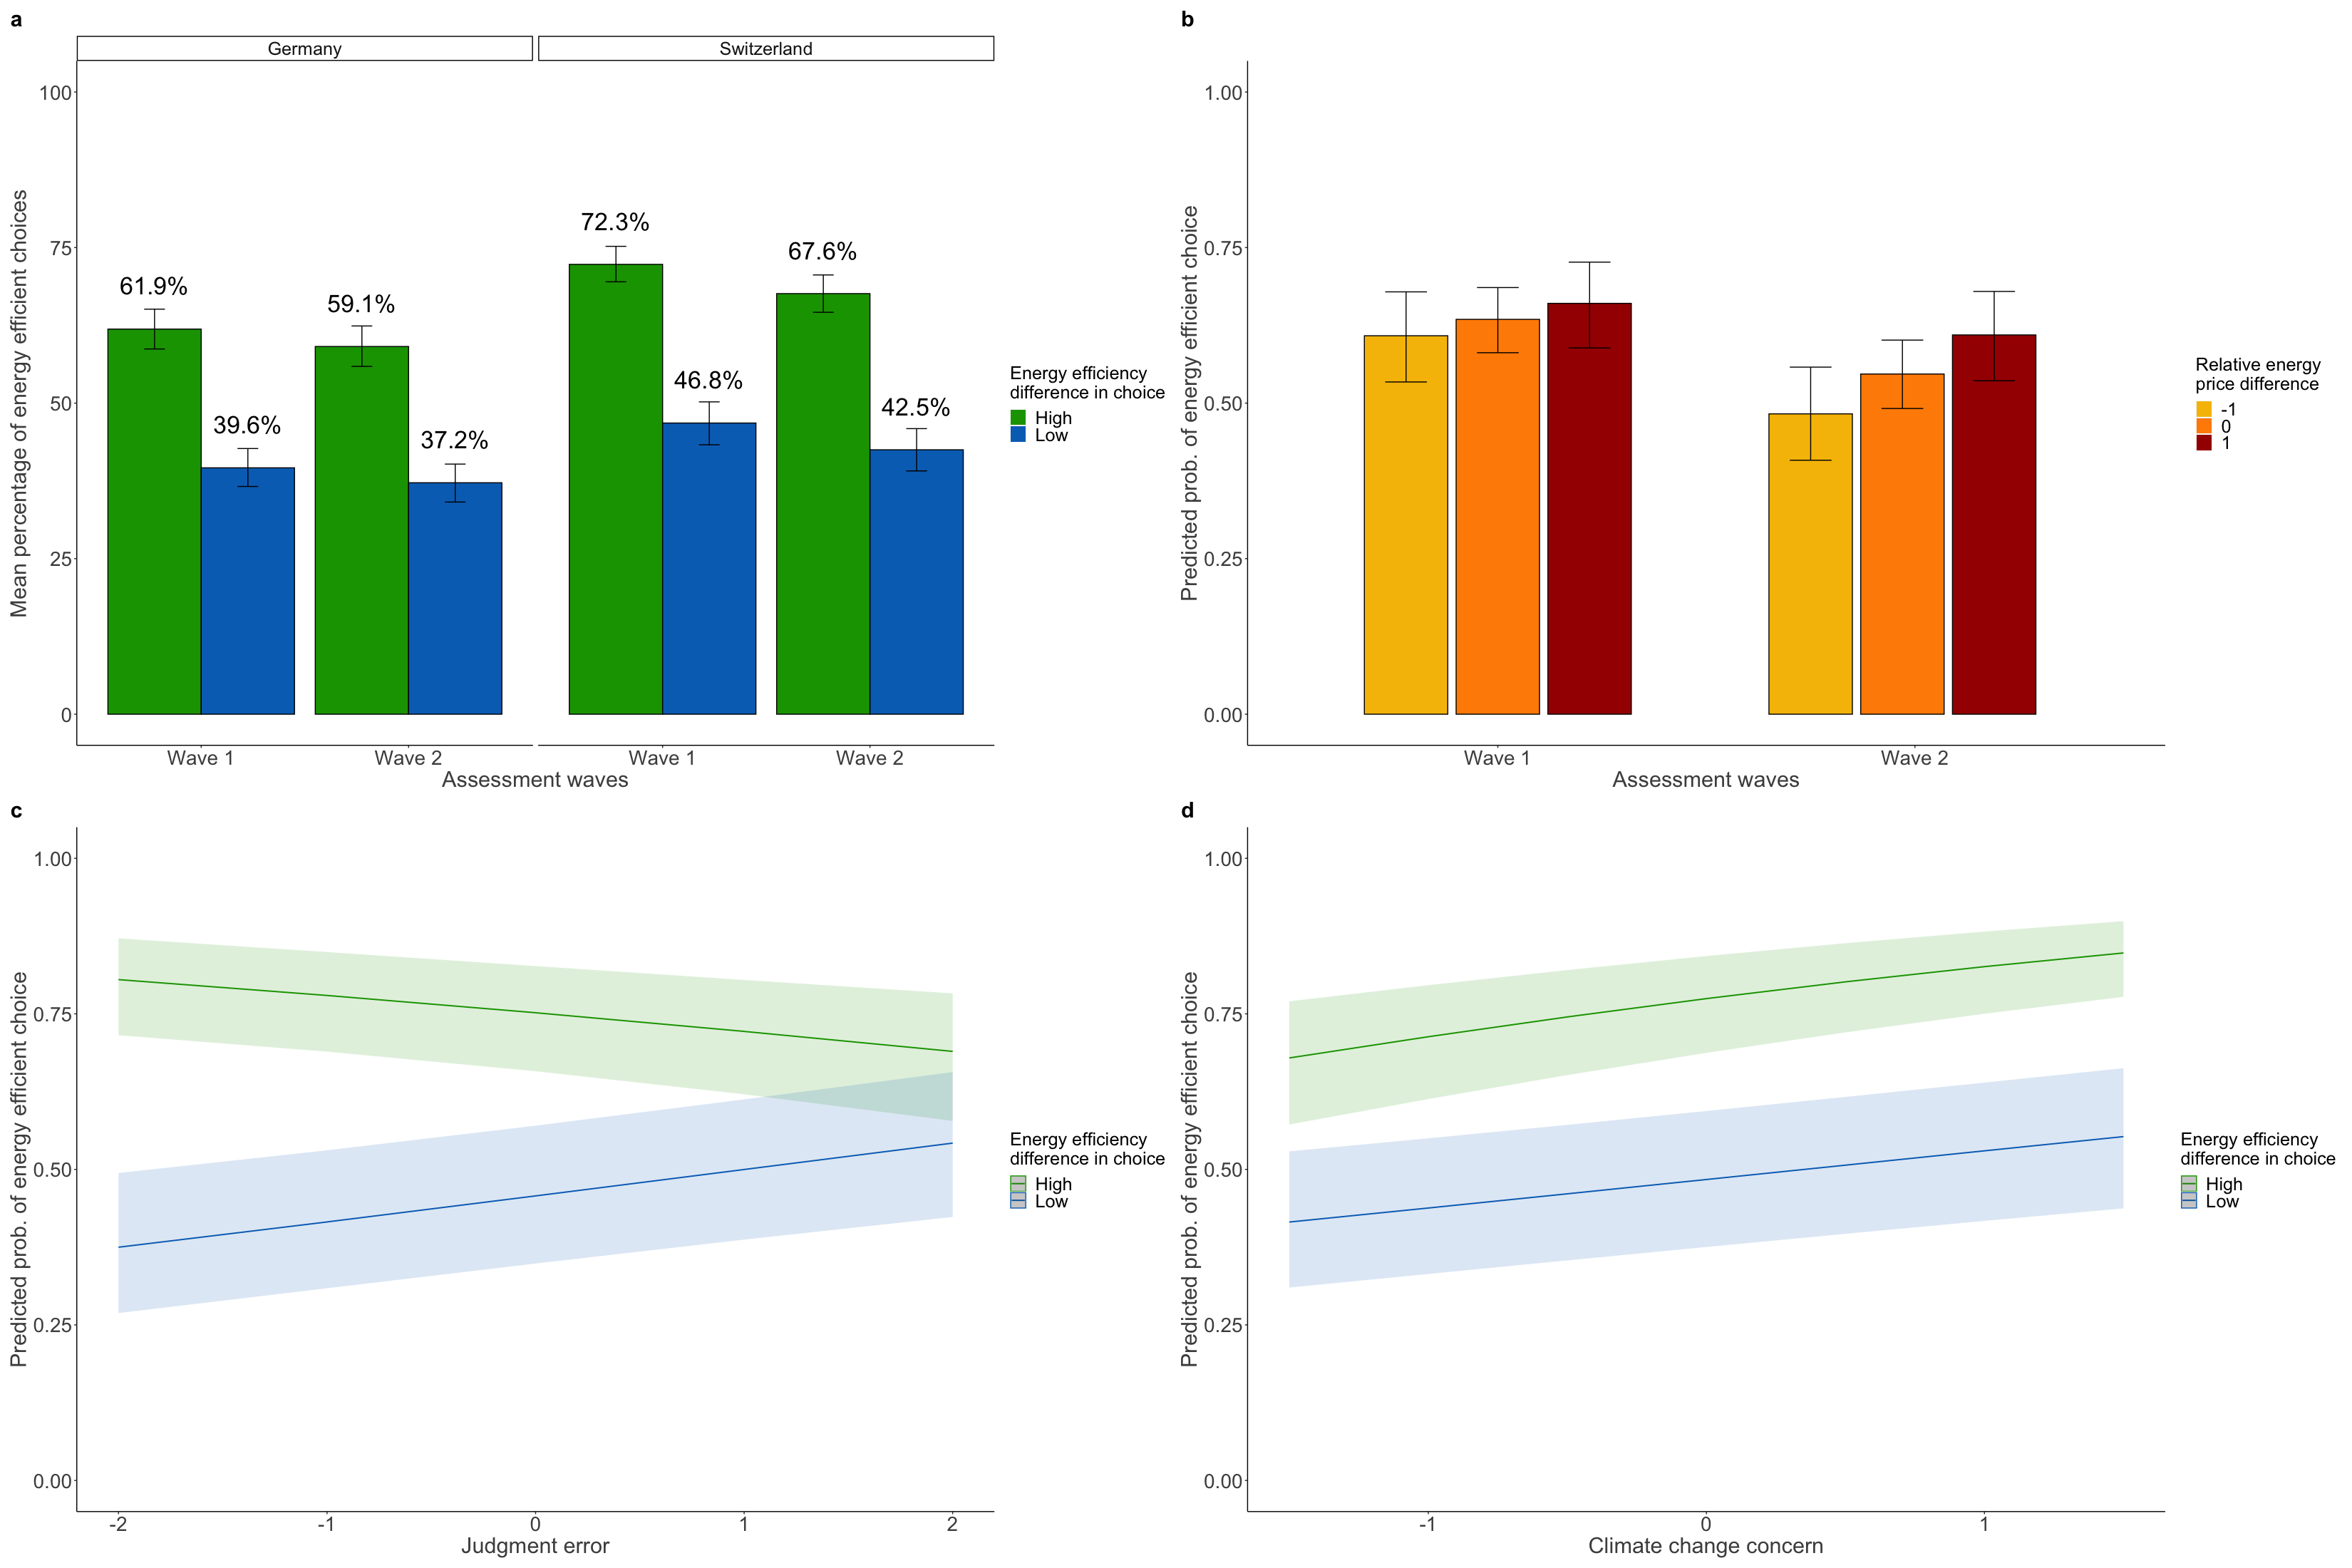 a
Germany
Switzerland
Mean percentage of energy efficient choices
100
75
50
25
0
61.9%
39.6%
59.1%
37.2%
72.3%
46.8%
67.6%
42.5%
Wave 1
Wave 2
Wave 1
Wave 2
Assessment waves
Energy efficiency
difference in choice
High
Low
b
Predicted prob. of energy efficient choice
1.00
0.75
0.50
0.25
0.00
Wave 1
Wave 2
Assessment waves
Relative energy
price difference
-1
0
1
c
Predicted prob. of energy efficient choice
1.00
0.75
0.50
0.25
0.00
-2
-1
0
1
2
Judgment error
Energy efficiency
difference in choice
High
Low
d
Predicted prob. of energy efficient choice
1.00
0.75
0.50
0.25
0.00
-1
0
1
Climate change concern
Energy efficiency
difference in choice
High
Low